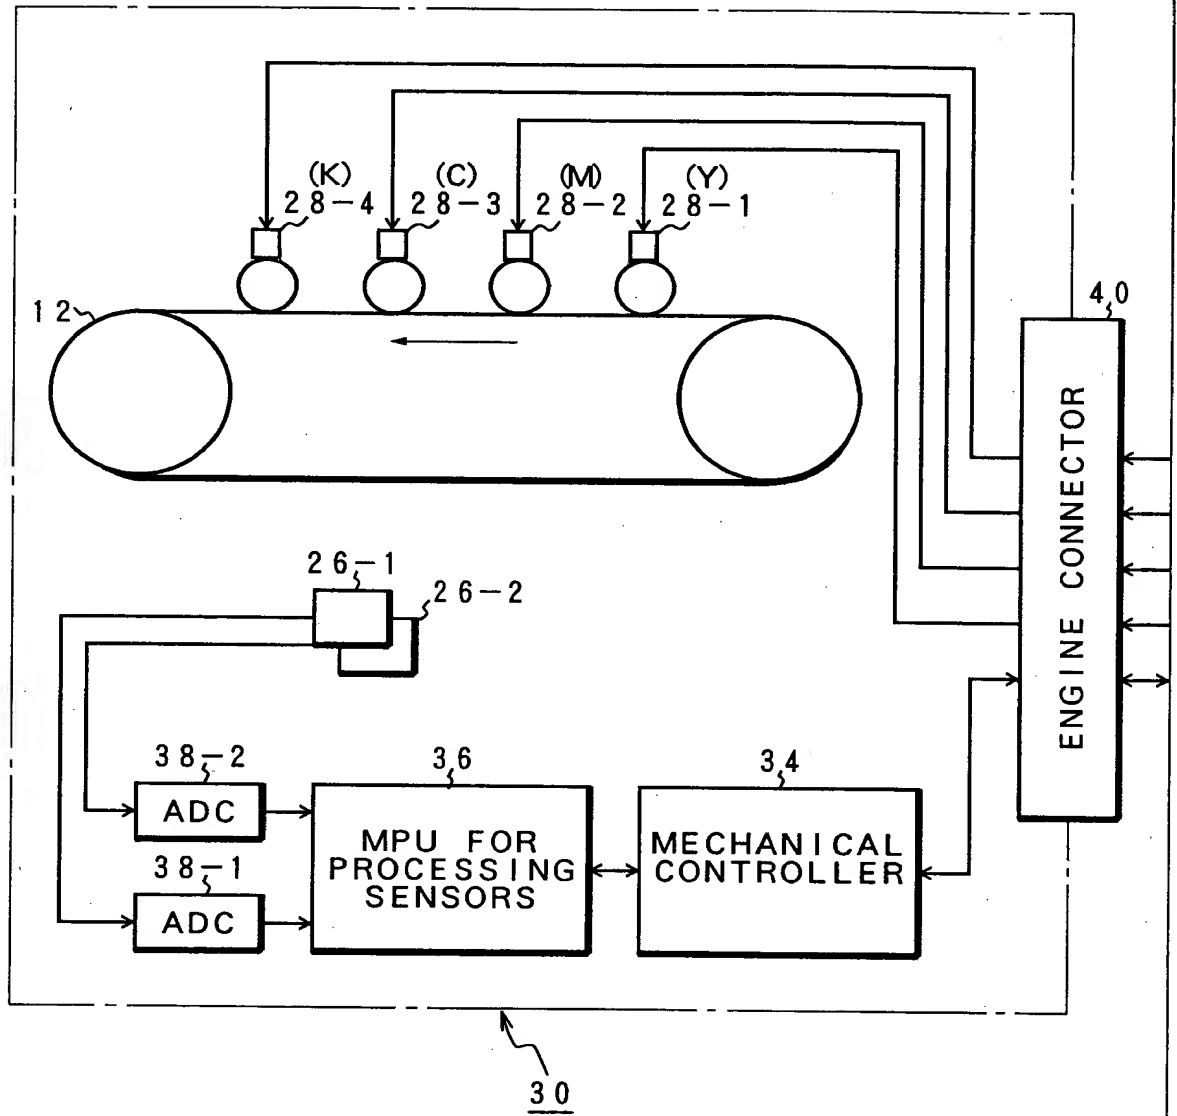 (K) (C) (M) (Y)
28-4 28-3 28-2 28-1
12
40
ENGINE CONNECTOR
26-1
26-2
38-2 36 34
ADC
MPU FOR
PROCESSING
SENSORS
MECHANICAL
CONTROLLER
38-1
ADC
30